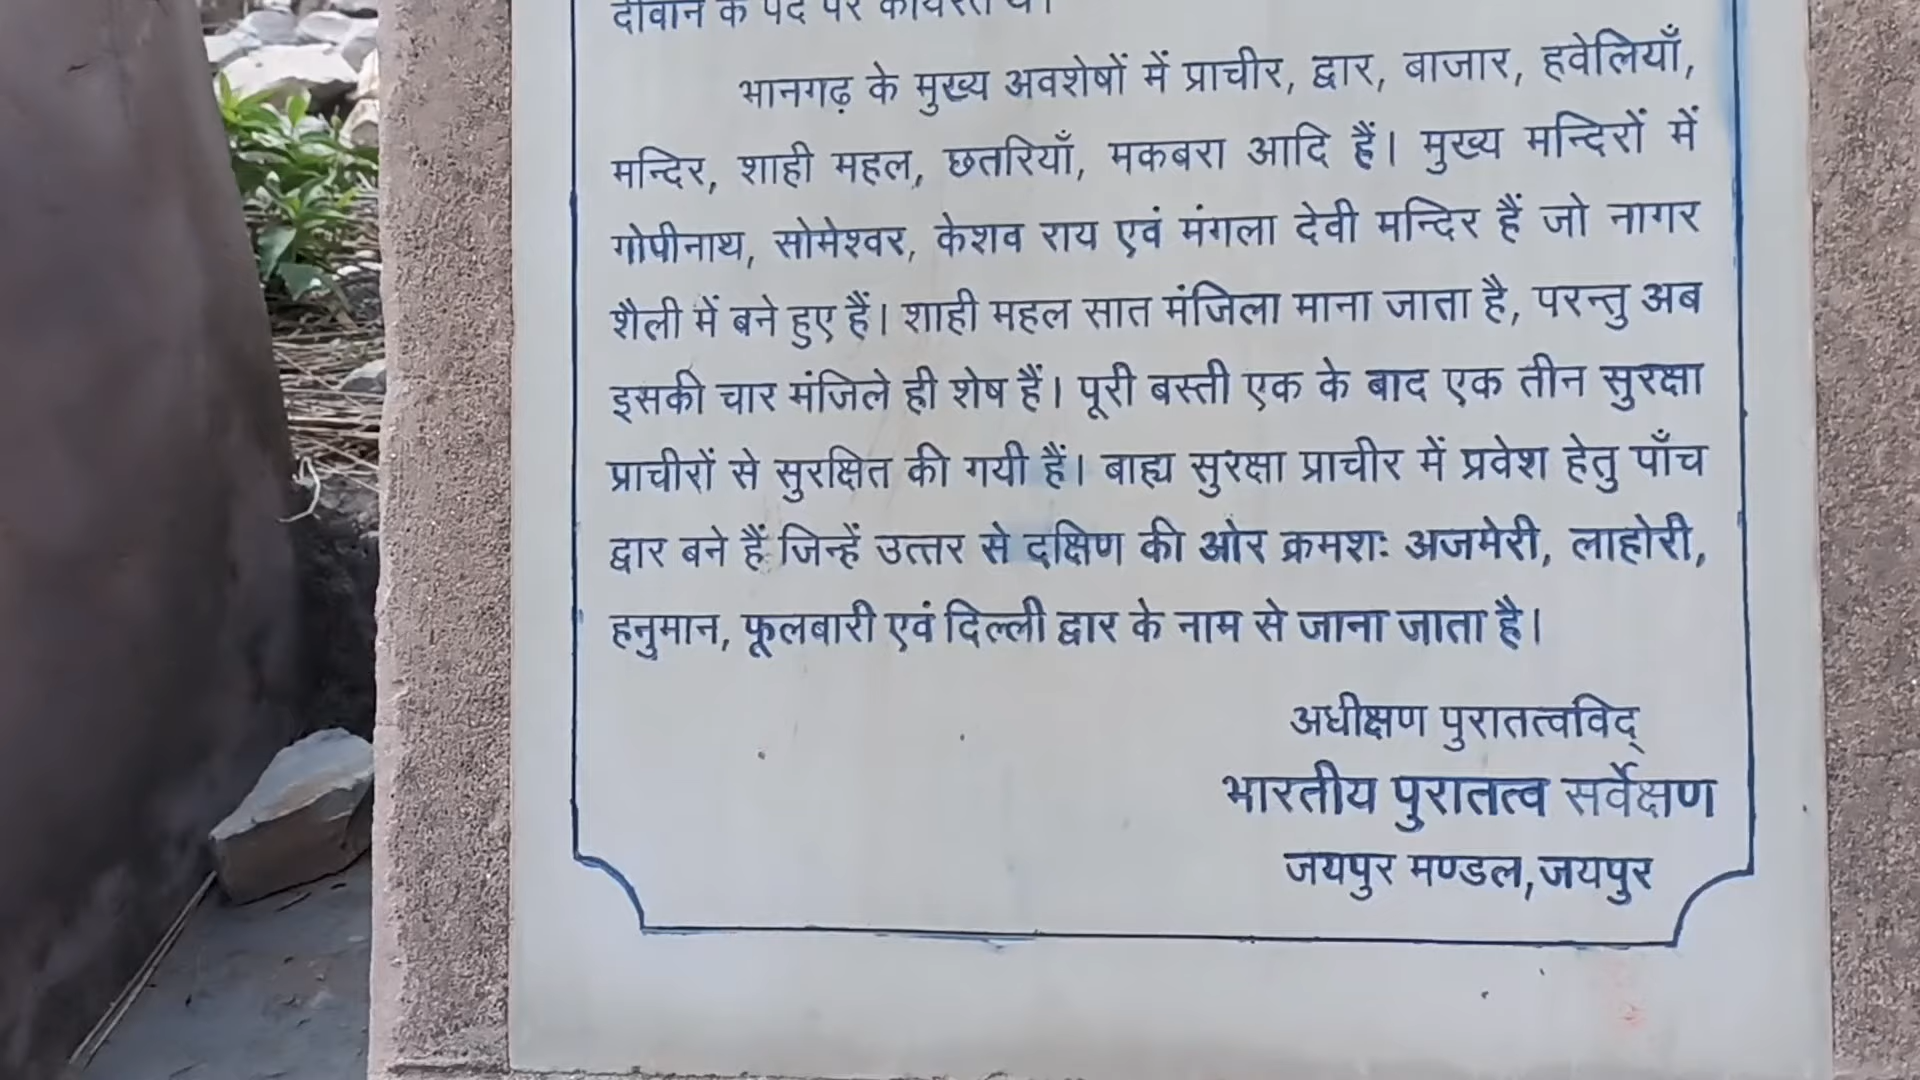 दीवान के पद पर कार्यरत थे।
भानगढ़ के मुख्य अवशेषों में प्राचीर, द्वार, बाजार, हवेलियाँ,
मन्दिर, शाही महल, छतरियाँ, मकबरा आदि हैं। मुख्य मन्दिरों में
गोपीनाथ, सोमेश्वर, केशव राय एवं मंगला देवी मन्दिर हैं जो नागर
शैली में बने हुए हैं। शाही महल सात मंजिला माना जाता है, परन्तु अब
इसकी चार मंजिले ही शेष हैं। पूरी बस्ती एक के बाद एक तीन सुरक्षा
प्राचीरों से सुरक्षित की गयी हैं। बाह्य सुरक्षा प्राचीर में प्रवेश हेतु पाँच
द्वार बने हैं जिन्हें उत्तर से दक्षिण की ओर क्रमशः अजमेरी, लाहोरी,
हनुमान, फूलबारी एवं दिल्ली द्वार के नाम से जाना जाता है।
अधीक्षण पुरातत्वविद्
भारतीय पुरातत्व सर्वेक्षण
जयपुर मण्डल, जयपुर